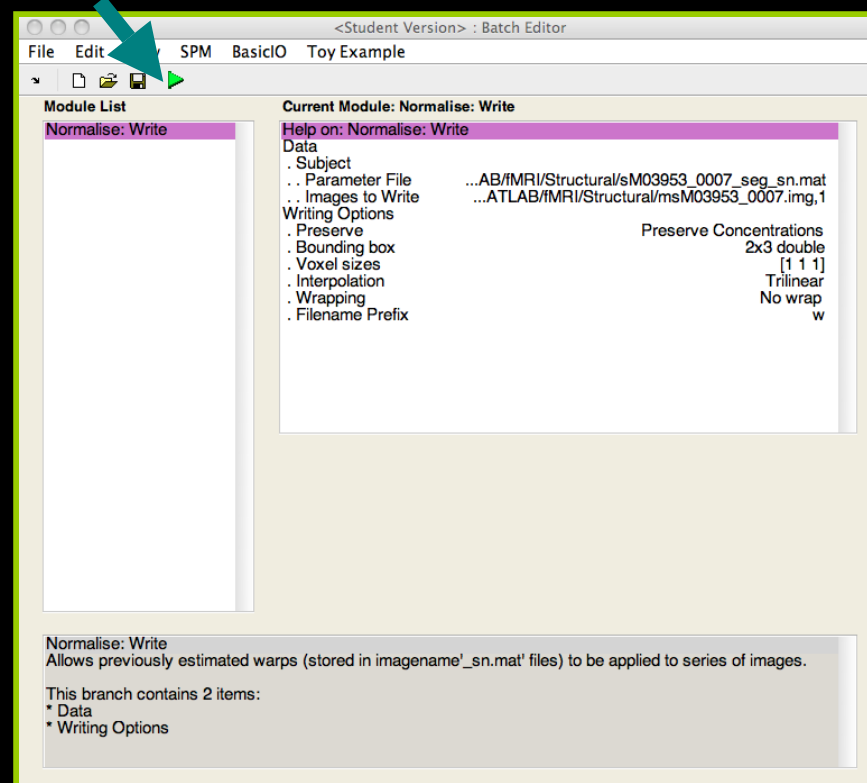 <Student Version> : Batch Editor
File Edit SPM BasicIO Toy Example
Module List
Current Module: Normalise: Write
Normalise: Write
Help on: Normalise: Write
Data
. Subject
. . Parameter File ...AB/fMRI/Structural/sM03953_0007_seg_sn.mat
. . Images to Write ...ATLAB/fMRI/Structural/msM03953_0007.img,1
Writing Options
. Preserve Preserve Concentrations
. Bounding box 2x3 double
. Voxel sizes [1 1 1]
. Interpolation Trilinear
. Wrapping No wrap
. Filename Prefix w
Normalise: Write
Allows previously estimated warps (stored in imagename'_sn.mat' files) to be applied to series of images.
This branch contains 2 items:
* Data
* Writing Options